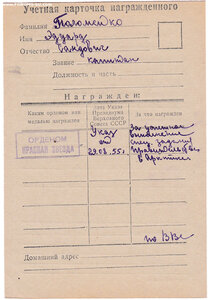 Учетная карточка награжденного
Фамилия Паломейко
Имя Эдуард
Отчество
Звание капитан
Должность и часть
Награжден:
Каким орденом или медалью награжден
Дата Указа Президиума Верховного Совета СССР
За что награжден
ОРДЕНОМ
КРАСНАЯ ЗВЕЗДА
Указ
от
29.08.55 г.
За успешное
выполнение
спец. задания
правительства
в Арктике
по ВВС
Домашний адрес